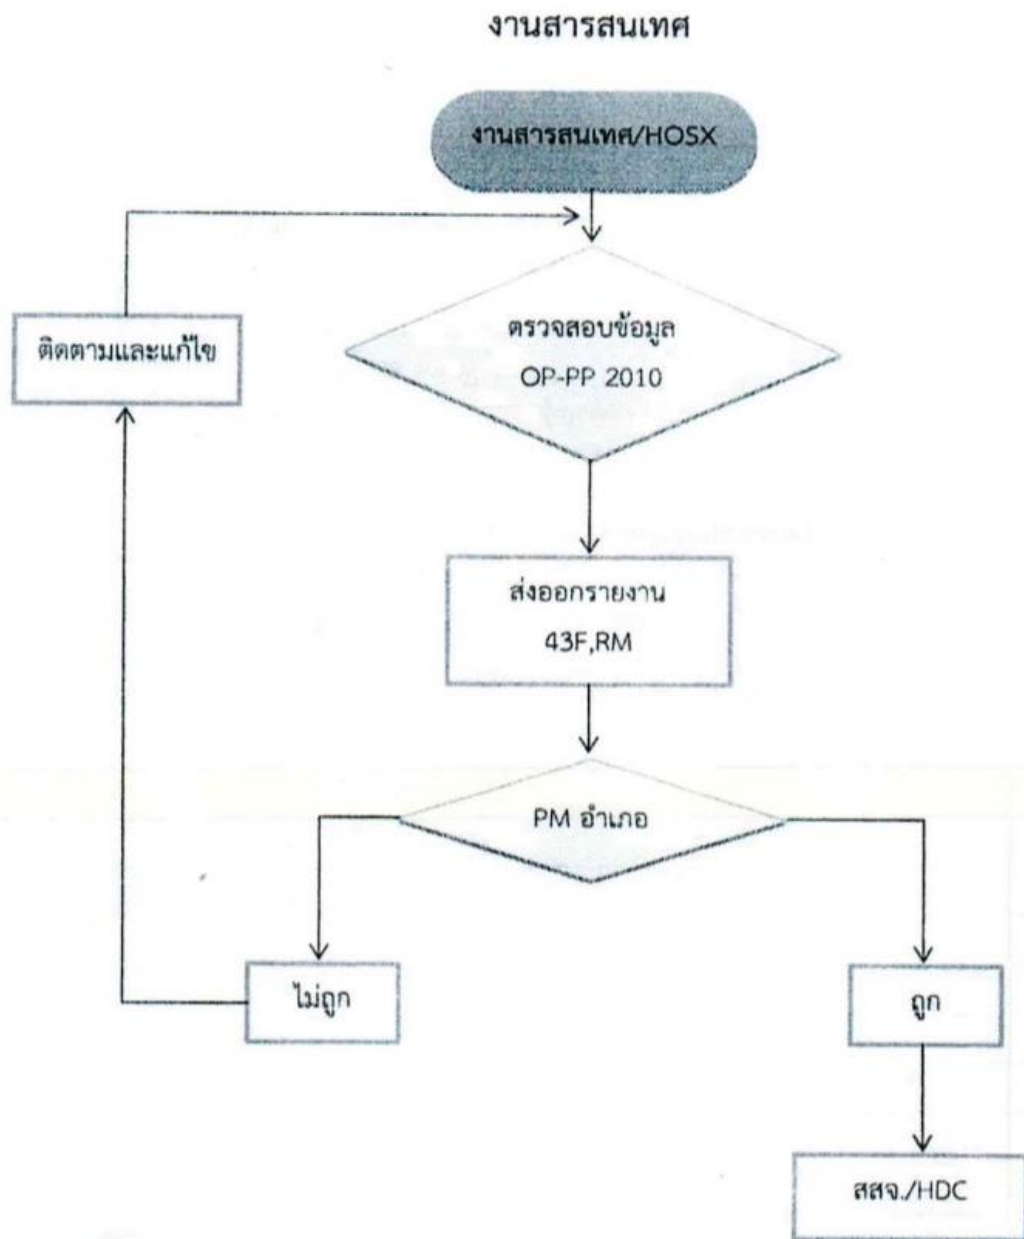 งานสารสนเทศ
งานสารสนเทศ/HOSX
ติดตามและแก้ไข
ตรวจสอบข้อมูล
OP-PP 2010
ส่งออกรายงาน
43F,RM
PM อำเภอ
ไม่ถูก
ถูก
สสจ./HDC